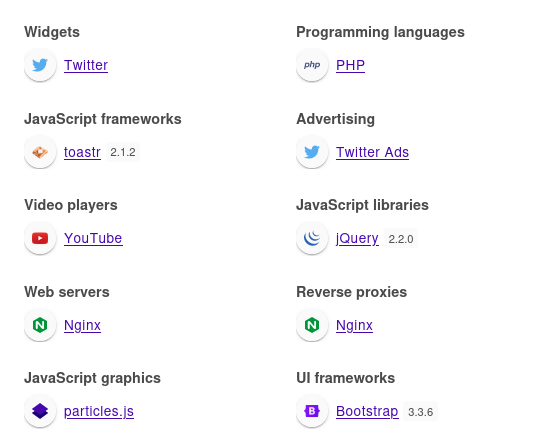 Widgets
Twitter
JavaScript frameworks
toastr 2.1.2
Video players
YouTube
Web servers
Nginx
JavaScript graphics
particles.js
Programming languages
php PHP
Advertising
Twitter Ads
JavaScript libraries
jQuery 2.2.0
Reverse proxies
Nginx
UI frameworks
B Bootstrap 3.3.6